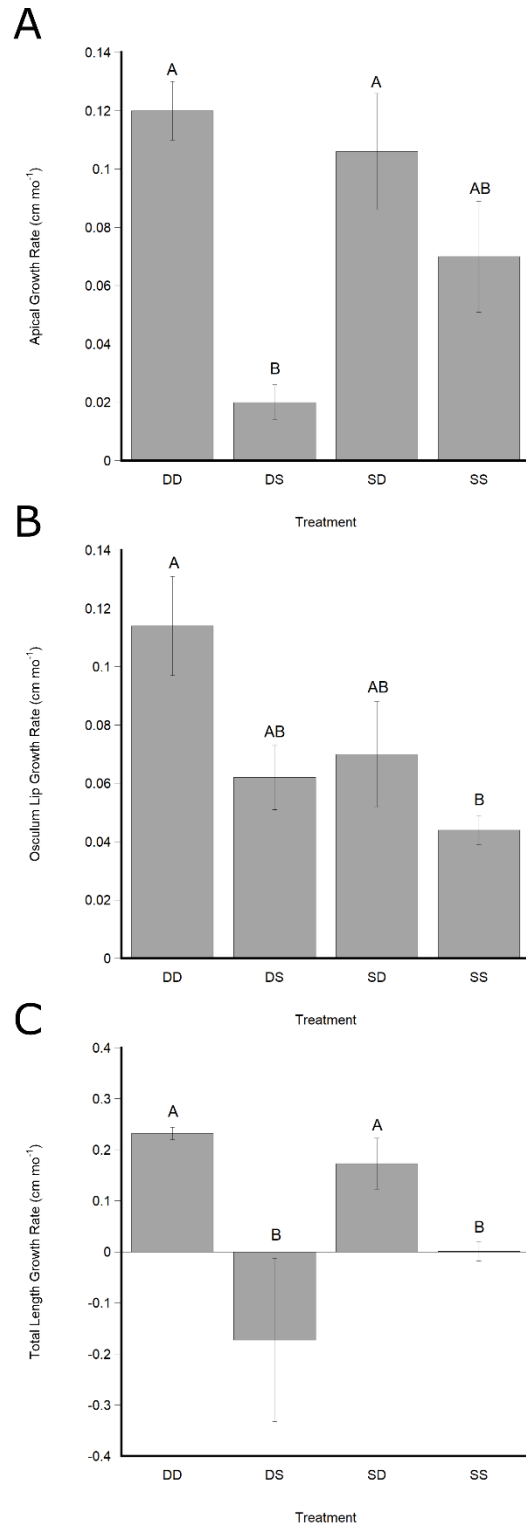 A
Apical Growth Rate (cm mo⁻¹)
0.14
0.12
0.1
0.08
0.06
0.04
0.02
0
A
B
A
AB
DD DS SD SS
Treatment
B
Osculum Lip Growth Rate (cm mo⁻¹)
0.14
0.12
0.1
0.08
0.06
0.04
0.02
0
A
AB
AB
B
DD DS SD SS
Treatment
C
Total Length Growth Rate (cm mo⁻¹)
0.4
0.3
0.2
0.1
0
-0.1
-0.2
-0.3
-0.4
A
B
A
B
DD DS SD SS
Treatment